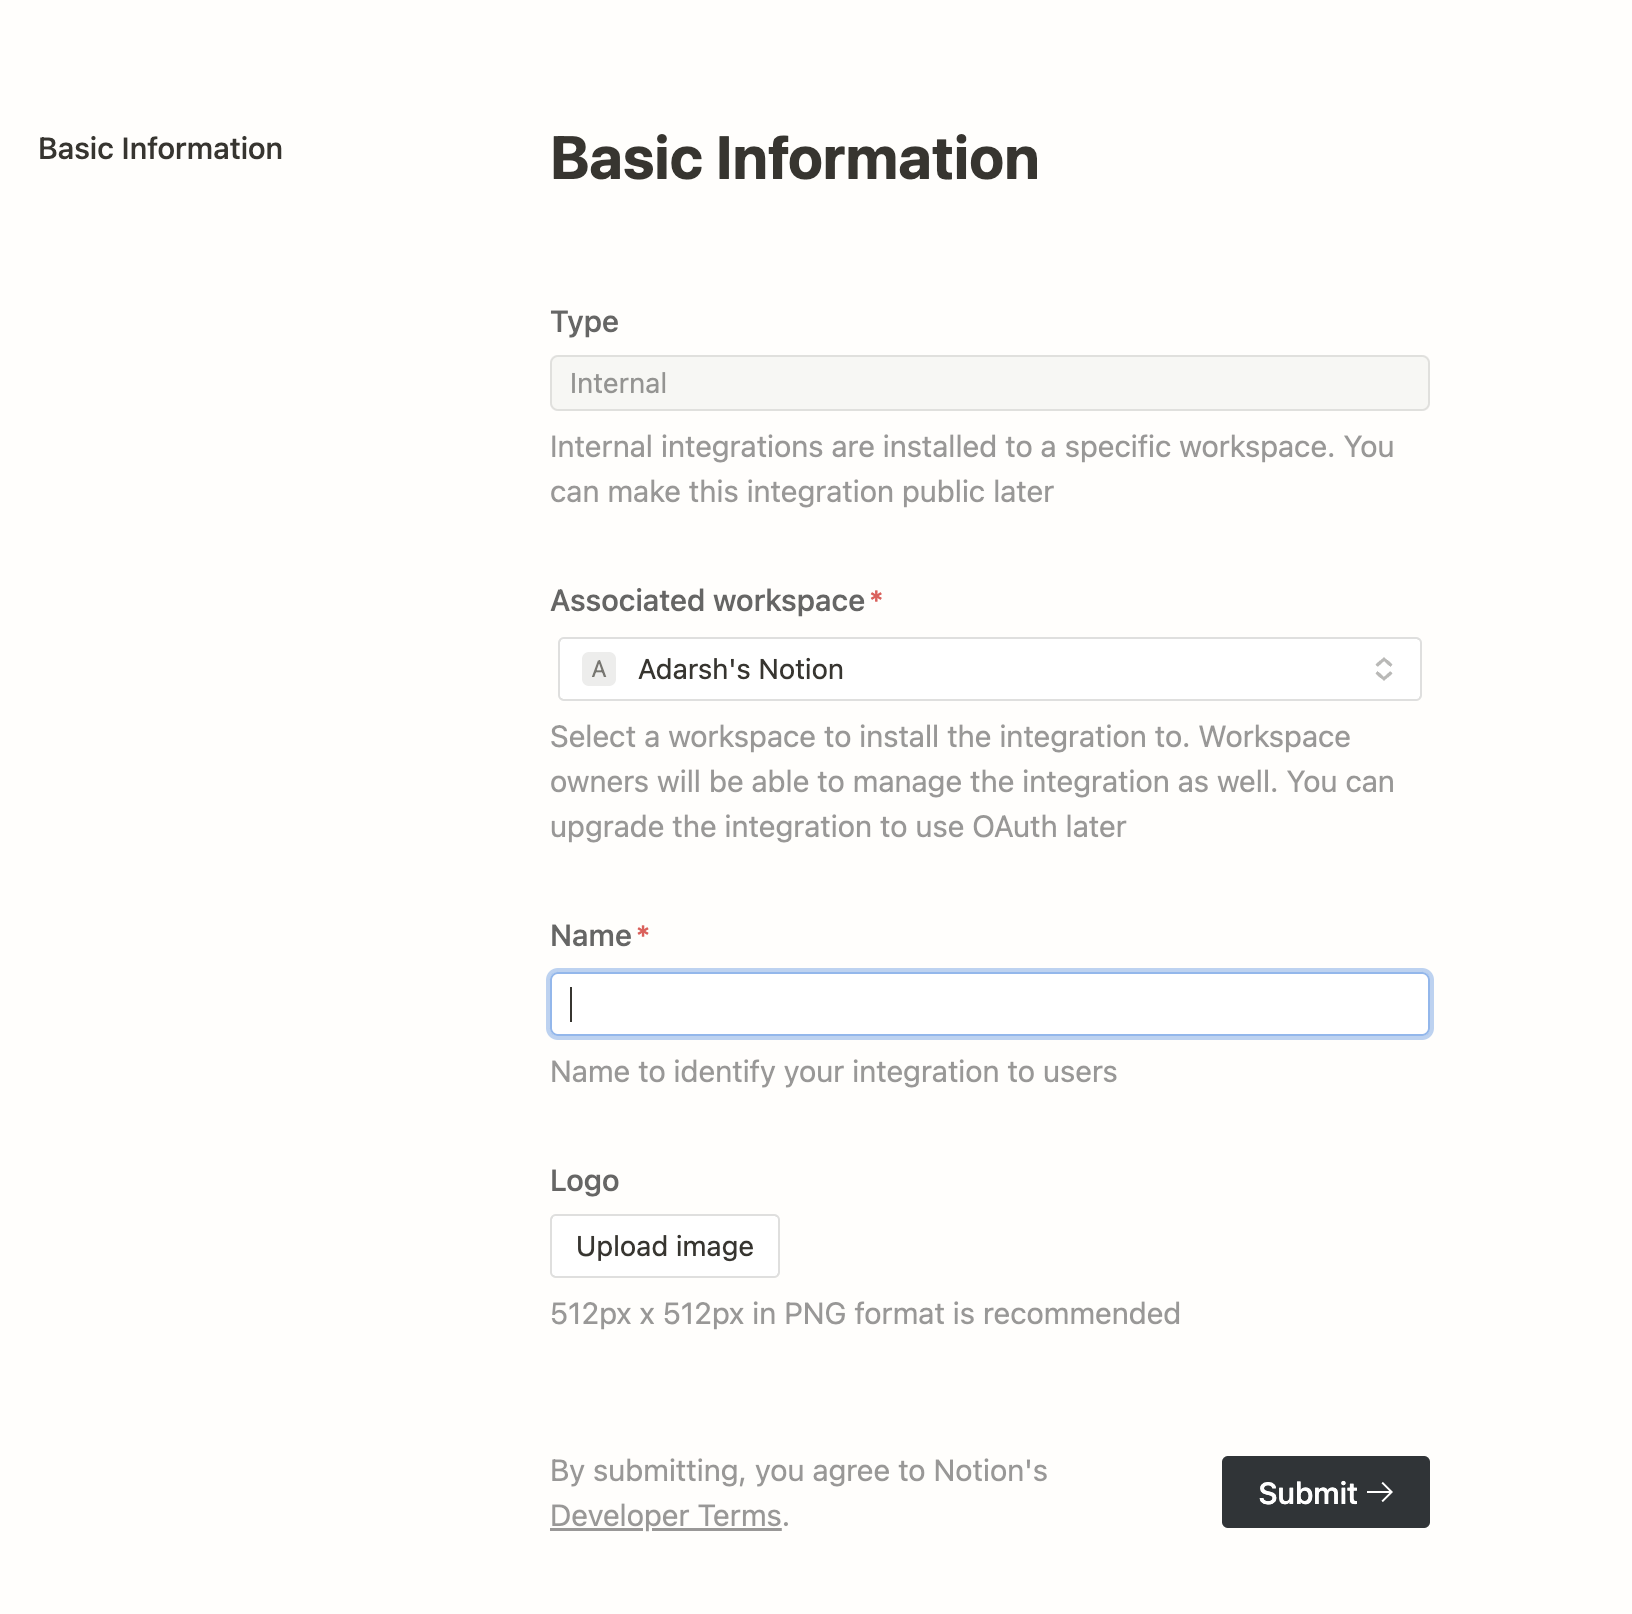 Basic Information
Basic Information
Type
Internal
Internal integrations are installed to a specific workspace. You
can make this integration public later
Associated workspace*
A Adarsh's Notion
Select a workspace to install the integration to. Workspace
owners will be able to manage the integration as well. You can
upgrade the integration to use OAuth later
Name*
Name to identify your integration to users
Logo
Upload image
512px x 512px in PNG format is recommended
By submitting, you agree to Notion's
Developer Terms.
Submit →